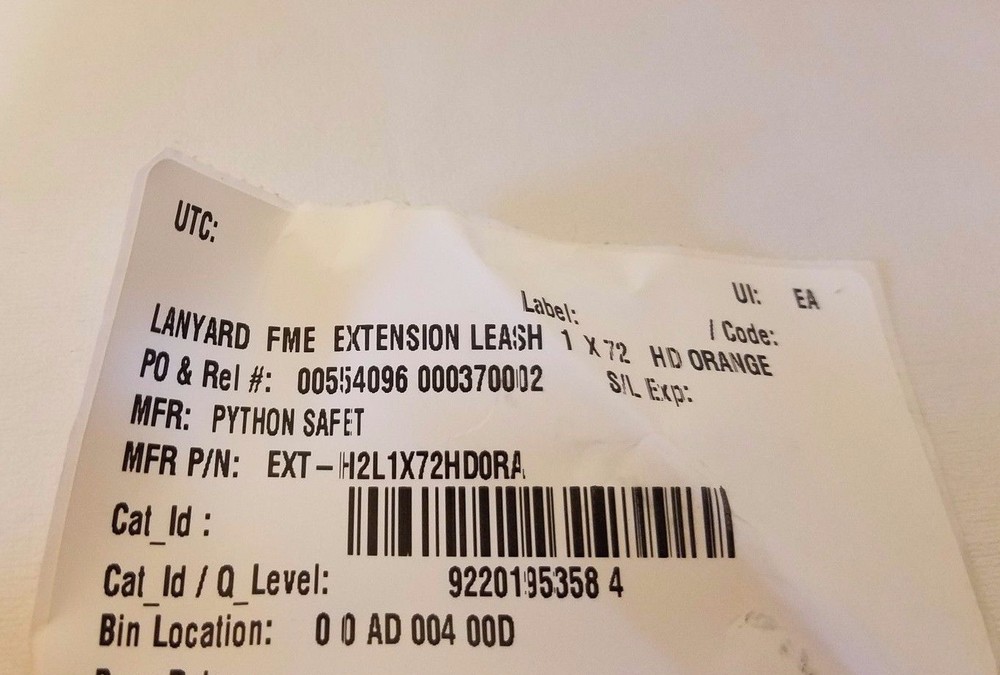 UTC:
Label: UI: EA
/ Code:
LANYARD FME EXTENSION LEASH 1 X 72 HD ORANGE
PO & Rel #: 00554096 000370002 S/L Exp:
MFR: PYTHON SAFET
MFR P/N: EXT-H2L1X72HDORA
Cat_Id :
Cat_Id / Q_Level: 9220195358 4
Bin Location: 0 0 AD 004 00D